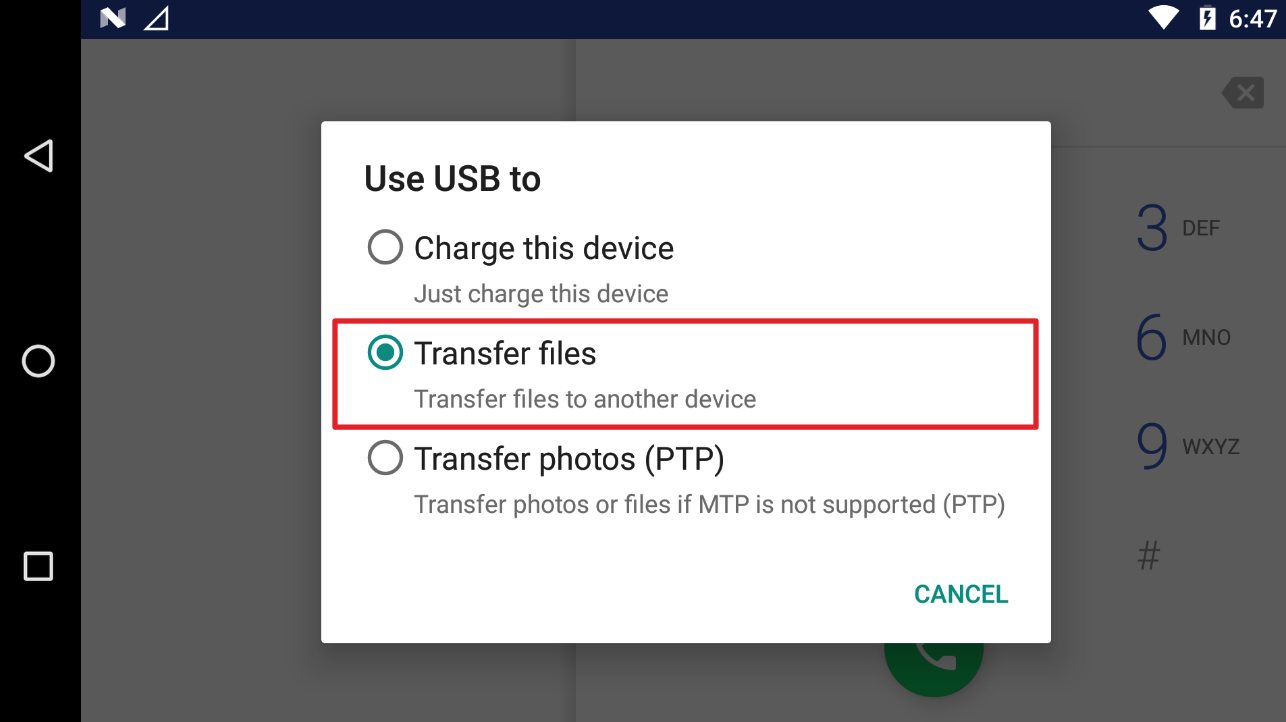 6:47
Use USB to
Charge this device
Just charge this device
Transfer files
Transfer files to another device
Transfer photos (PTP)
Transfer photos or files if MTP is not supported (PTP)
CANCEL
3 DEF
6 MNO
9 WXYZ
#